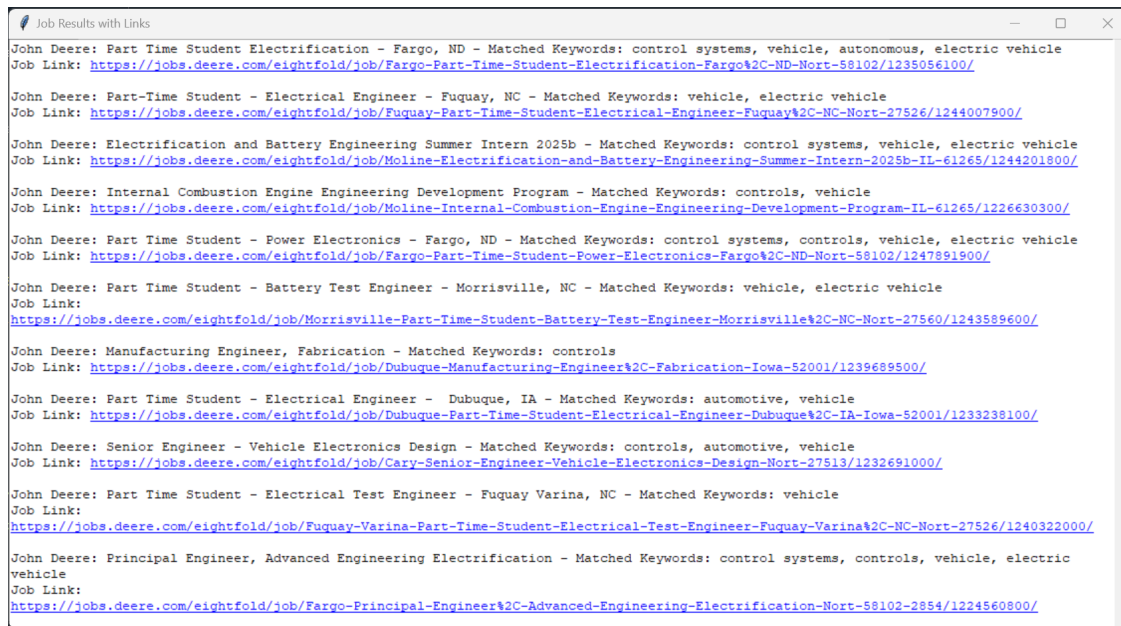 Job Results with Links
John Deere: Part Time Student Electrification - Fargo, ND - Matched Keywords: control systems, vehicle, autonomous, electric vehicle
Job Link: https://jobs.deere.com/eightfold/job/Fargo-Part-Time-Student-Electrification-Fargo%2C-ND-Nort-58102/1235056100/
John Deere: Part-Time Student - Electrical Engineer - Fuquay, NC - Matched Keywords: vehicle, electric vehicle
Job Link: https://jobs.deere.com/eightfold/job/Fuquay-Part-Time-Student-Electrical-Engineer-Fuquay%2C-NC-Nort-27526/1244007900/
John Deere: Electrification and Battery Engineering Summer Intern 2025b - Matched Keywords: control systems, vehicle, electric vehicle
Job Link: https://jobs.deere.com/eightfold/job/Moline-Electrification-and-Battery-Engineering-Summer-Intern-2025b-IL-61265/1244201800/
John Deere: Internal Combustion Engine Engineering Development Program - Matched Keywords: controls, vehicle
Job Link: https://jobs.deere.com/eightfold/job/Moline-Internal-Combustion-Engine-Engineering-Development-Program-IL-61265/1226630300/
John Deere: Part Time Student - Power Electronics - Fargo, ND - Matched Keywords: control systems, controls, vehicle, electric vehicle
Job Link: https://jobs.deere.com/eightfold/job/Fargo-Part-Time-Student-Power-Electronics-Fargo%2C-ND-Nort-58102/1247891900/
John Deere: Part Time Student - Battery Test Engineer - Morrisville, NC - Matched Keywords: vehicle, electric vehicle
Job Link:
https://jobs.deere.com/eightfold/job/Morrisville-Part-Time-Student-Battery-Test-Engineer-Morrisville%2C-NC-Nort-27560/1243589600/
John Deere: Manufacturing Engineer, Fabrication - Matched Keywords: controls
Job Link: https://jobs.deere.com/eightfold/job/Dubuque-Manufacturing-Engineer%2C-Fabrication-Iowa-52001/1239689500/
John Deere: Part Time Student - Electrical Engineer -  Dubuque, IA - Matched Keywords: automotive, vehicle
Job Link: https://jobs.deere.com/eightfold/job/Dubuque-Part-Time-Student-Electrical-Engineer-Dubuque%2C-IA-Iowa-52001/1233238100/
John Deere: Senior Engineer - Vehicle Electronics Design - Matched Keywords: controls, automotive, vehicle
Job Link: https://jobs.deere.com/eightfold/job/Cary-Senior-Engineer-Vehicle-Electronics-Design-Nort-27513/1232691000/
John Deere: Part Time Student - Electrical Test Engineer - Fuquay Varina, NC - Matched Keywords: vehicle
Job Link:
https://jobs.deere.com/eightfold/job/Fuquay-Varina-Part-Time-Student-Electrical-Test-Engineer-Fuquay-Varina%2C-NC-Nort-27526/1240322000/
John Deere: Principal Engineer, Advanced Engineering Electrification - Matched Keywords: control systems, controls, vehicle, electric
vehicle
Job Link:
https://jobs.deere.com/eightfold/job/Fargo-Principal-Engineer%2C-Advanced-Engineering-Electrification-Nort-58102-2854/1224560800/